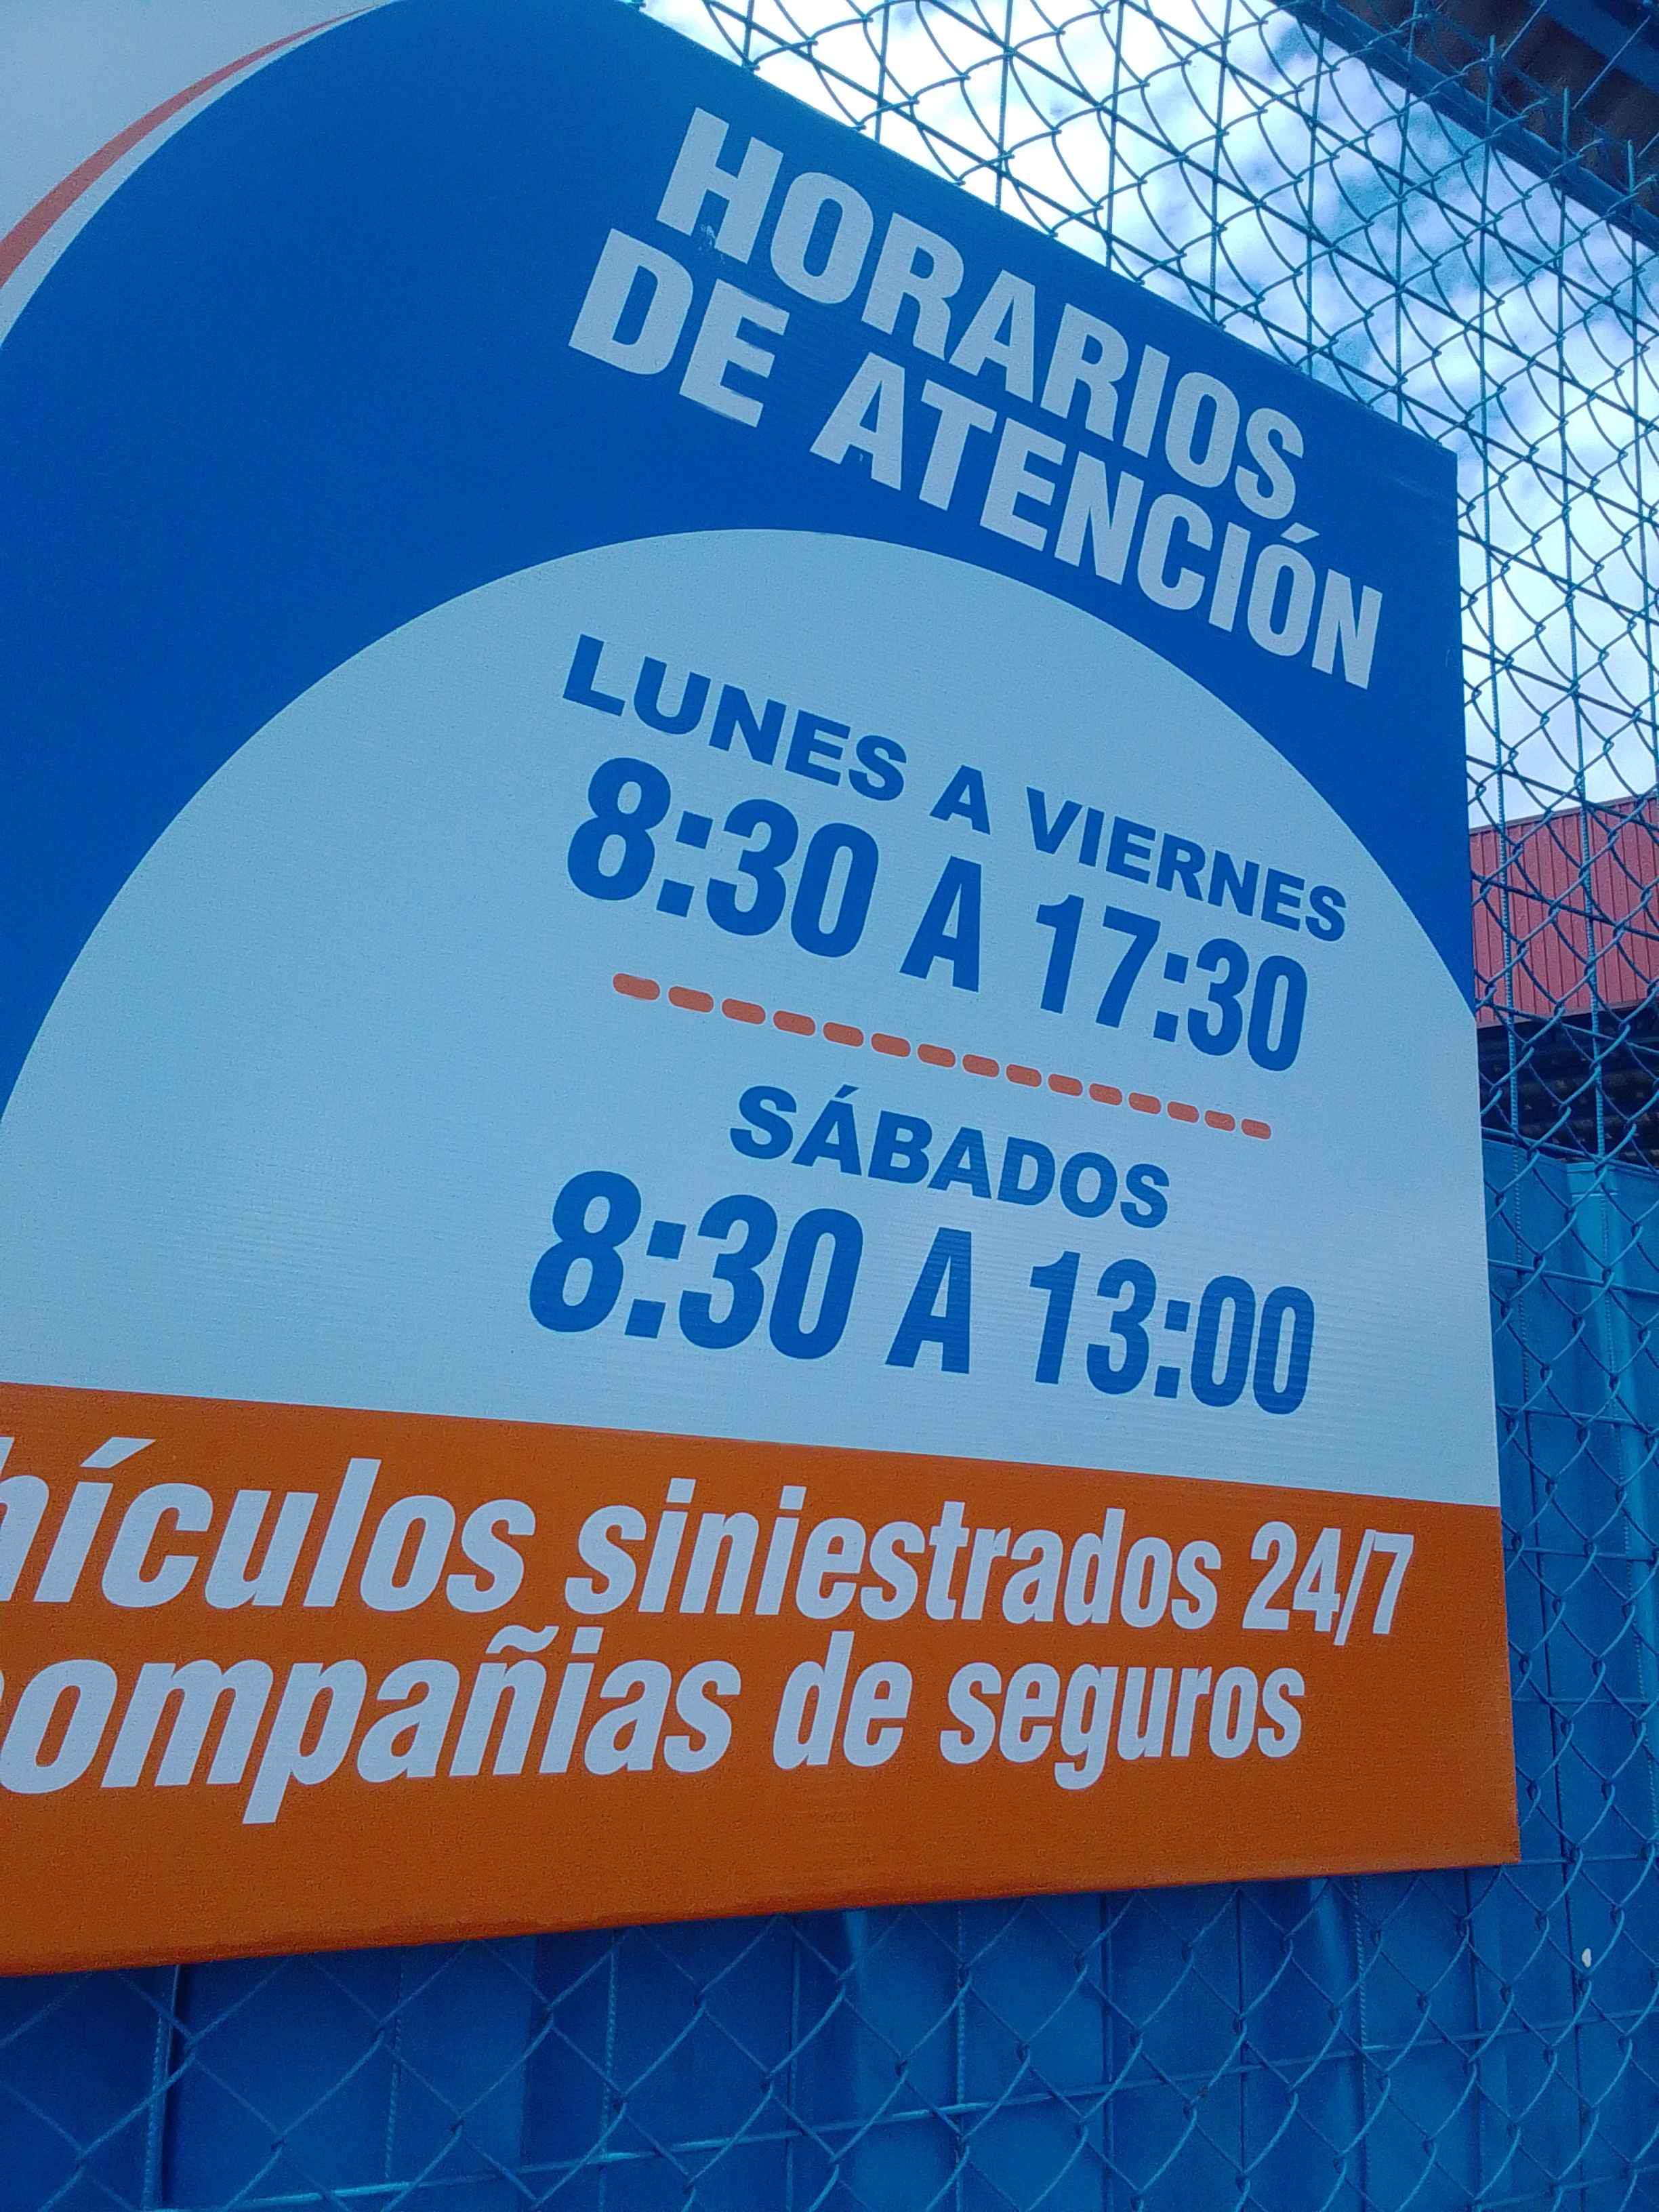 HORARIOS
DE ATENCIÓN
LUNES A VIERNES
8:30 A 17:30
SÁBADOS
8:30 A 13:00
hículos siniestrados 24/7
ompañias de seguros